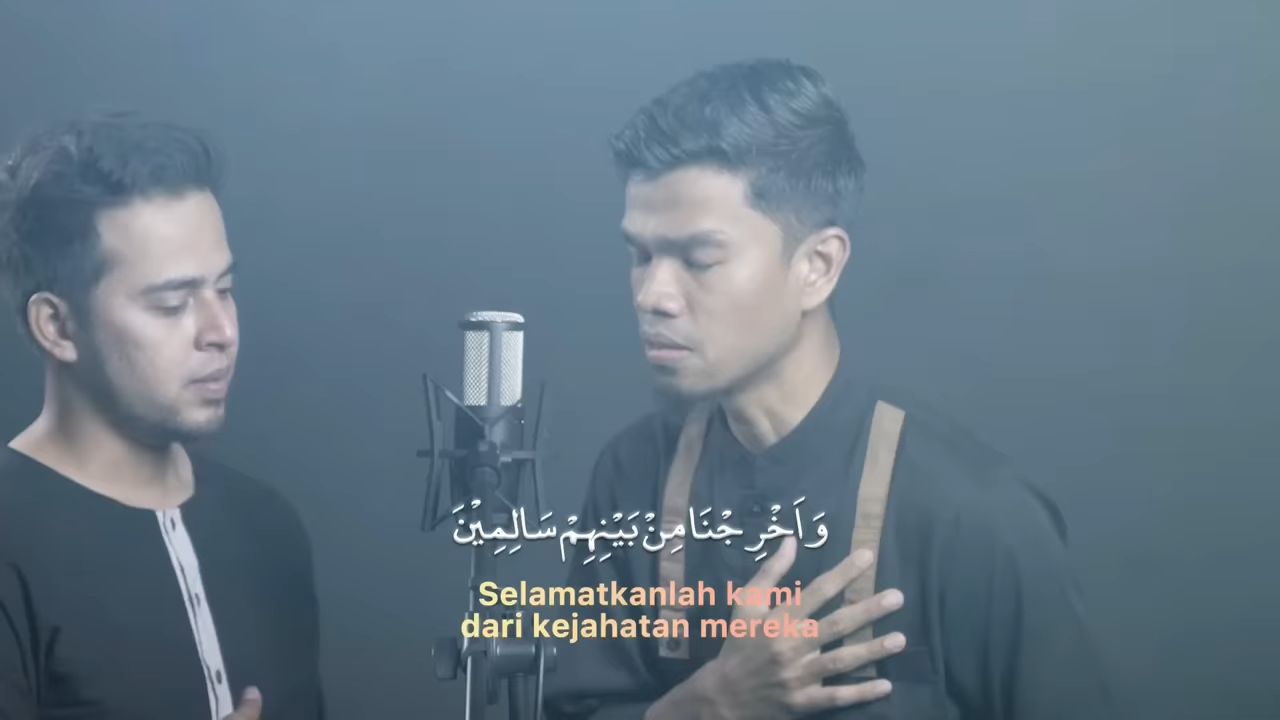 وَاَخْرِجْنَا مِنْ بَيْنِهِمْ سَالِمِيْنَ
Selamatkanlah kami
dari kejahatan mereka